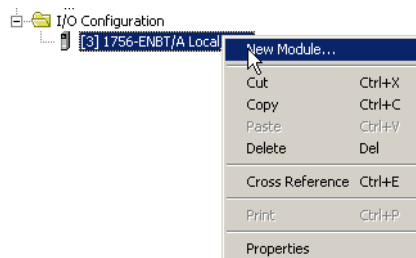 I/O Configuration
[3] 1756-ENBT/A Local
New Module...
Cut Ctrl+X
Copy Ctrl+C
Paste Ctrl+V
Delete Del
Cross Reference Ctrl+E
Print Ctrl+P
Properties